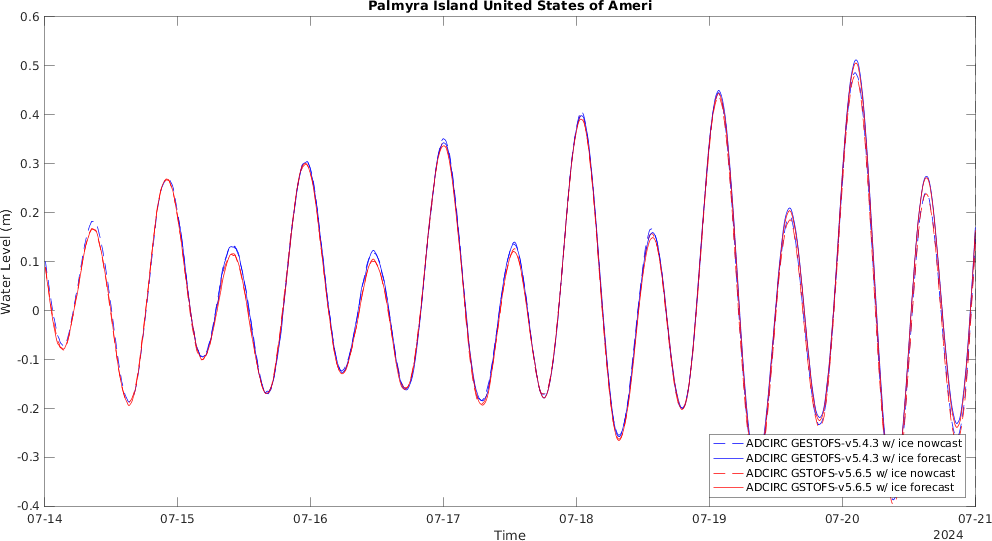 Palmyra Island United States of Ameri
Water Level (m)
0.6
0.5
0.4
0.3
0.2
0.1
0
-0.1
-0.2
-0.3
-0.4
ADCIRC GESTOFS-v5.4.3 w/ ice nowcast
ADCIRC GESTOFS-v5.4.3 w/ ice forecast
ADCIRC GSTOFS-v5.6.5 w/ ice nowcast
ADCIRC GSTOFS-v5.6.5 w/ ice forecast
07-14 07-15 07-16 07-17 07-18 07-19 07-20 07-21
Time
2024